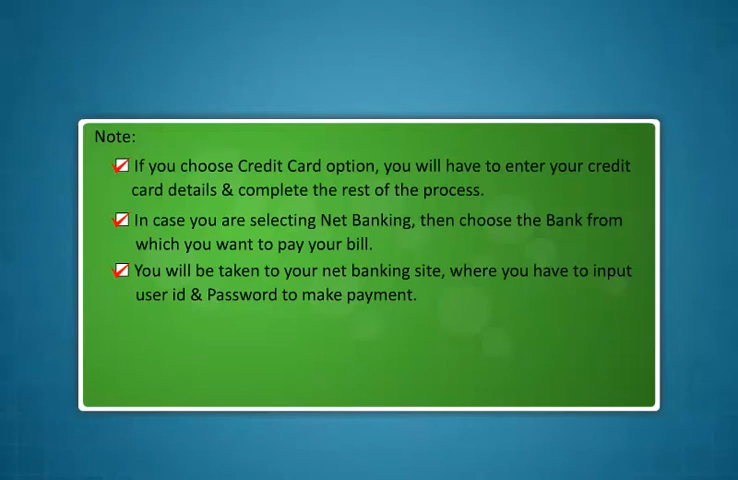 Note:
If you choose Credit Card option, you will have to enter your credit
card details & complete the rest of the process.
In case you are selecting Net Banking, then choose the Bank from
which you want to pay your bill.
You will be taken to your net banking site, where you have to input
user id & Password to make payment.